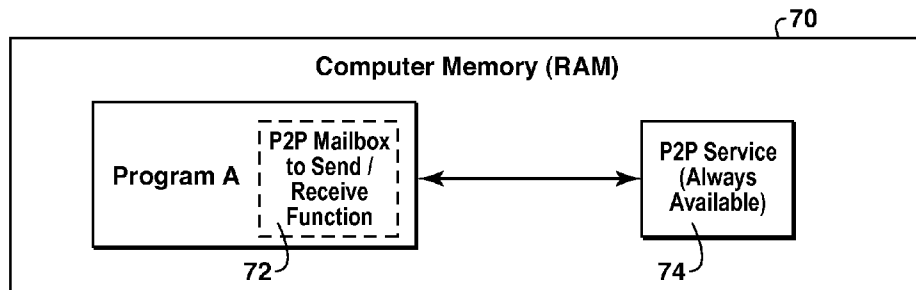 70
Computer Memory (RAM)
Program A
P2P Mailbox
to Send /
Receive
Function
P2P Service
(Always
Available)
72
74